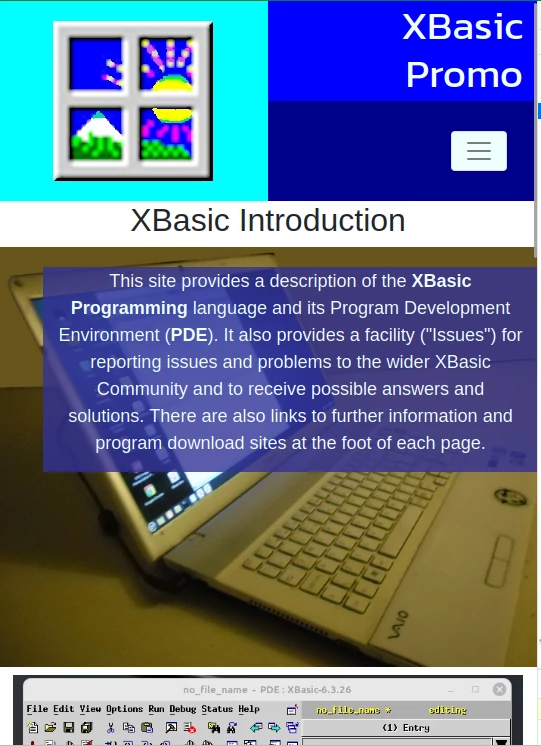 XBasic
Promo
XBasic Introduction
This site provides a description of the XBasic
Programming language and its Program Development
Environment (PDE). It also provides a facility ("Issues") for
reporting issues and problems to the wider XBasic
Community and to receive possible answers and
solutions. There are also links to further information and
program download sites at the foot of each page.
VAIO
no_file_name - PDE : XBasic-6.3.26
File Edit View Options Run Debug Status Help
no_file_name * editing
(1) Entry